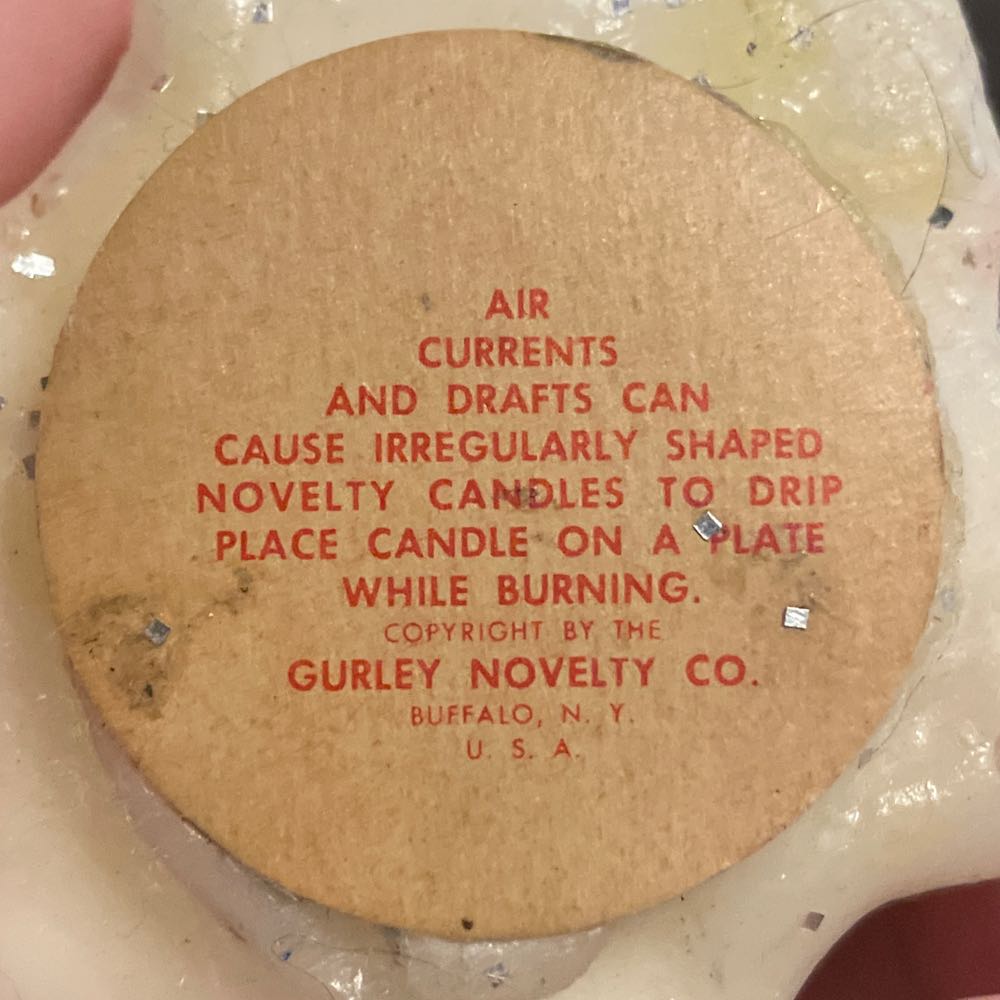 AIR
CURRENTS
AND DRAFTS CAN
CAUSE IRREGULARLY SHAPED
NOVELTY CANDLES TO DRIP
PLACE CANDLE ON A PLATE
WHILE BURNING.
COPYRIGHT BY THE
GURLEY NOVELTY CO.
BUFFALO, N. Y.
U. S. A.